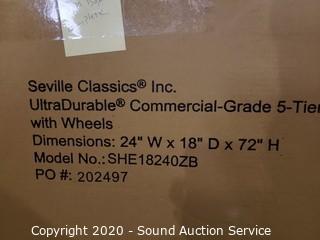 Seville Classics® Inc.
UltraDurable® Commercial-Grade 5-Tier
with Wheels
Dimensions: 24" W x 18" D x 72" H
Model No.:SHE18240ZB
PO #: 202497
Copyright 2020 - Sound Auction Service